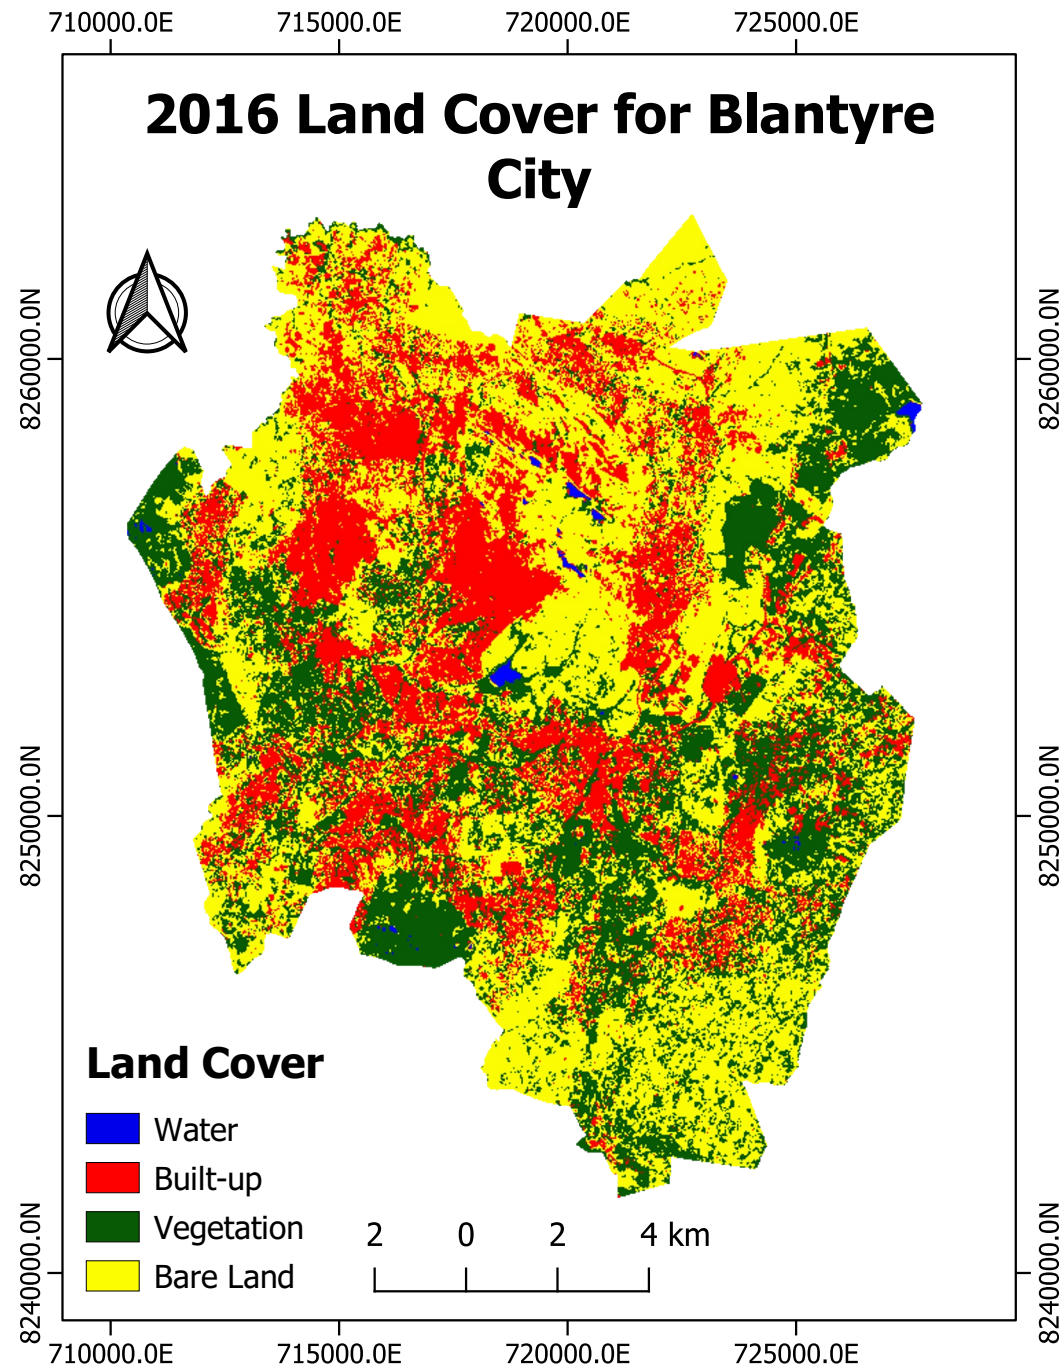 710000.0E 715000.0E 720000.0E 725000.0E
2016 Land Cover for Blantyre
City
8260000.0N 8260000.0N
8250000.0N 8250000.0N
8240000.0N 8240000.0N
Land Cover
Water
Built-up
Vegetation
Bare Land
2 0 2 4 km
710000.0E 715000.0E 720000.0E 725000.0E